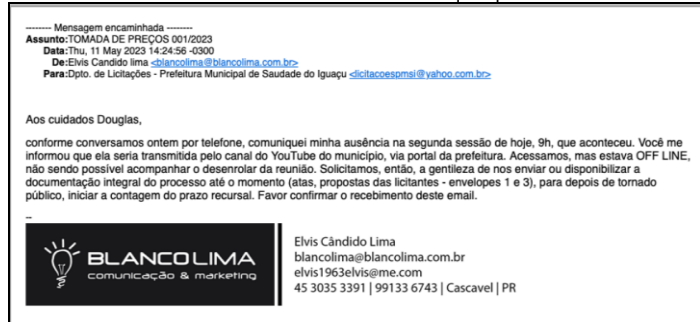 -------- Mensagem encaminhada --------
Assunto:TOMADA DE PREÇOS 001/2023
Data:Thu, 11 May 2023 14:24:56 -0300
De:Elvis Candido lima <blancolima@blancolima.com.br>
Para:Dpto. de Licitações - Prefeitura Municipal de Saudade do Iguaçu <licitacoespmsi@yahoo.com.br>
Aos cuidados Douglas,
conforme conversamos ontem por telefone, comuniquei minha ausência na segunda sessão de hoje, 9h, que aconteceu. Você me
informou que ela seria transmitida pelo canal do YouTube do município, via portal da prefeitura. Acessamos, mas estava OFF LINE,
não sendo possível acompanhar o desenrolar da reunião. Solicitamos, então, a gentileza de nos enviar ou disponibilizar a
documentação integral do processo até o momento (atas, propostas das licitantes - envelopes 1 e 3), para depois de tornado
público, iniciar a contagem do prazo recursal. Favor confirmar o recebimento deste email.
--
BLANCOLIMA
comunicação & marketing
Elvis Cândido Lima
blancolima@blancolima.com.br
elvis1963elvis@me.com
45 3035 3391 | 99133 6743 | Cascavel | PR